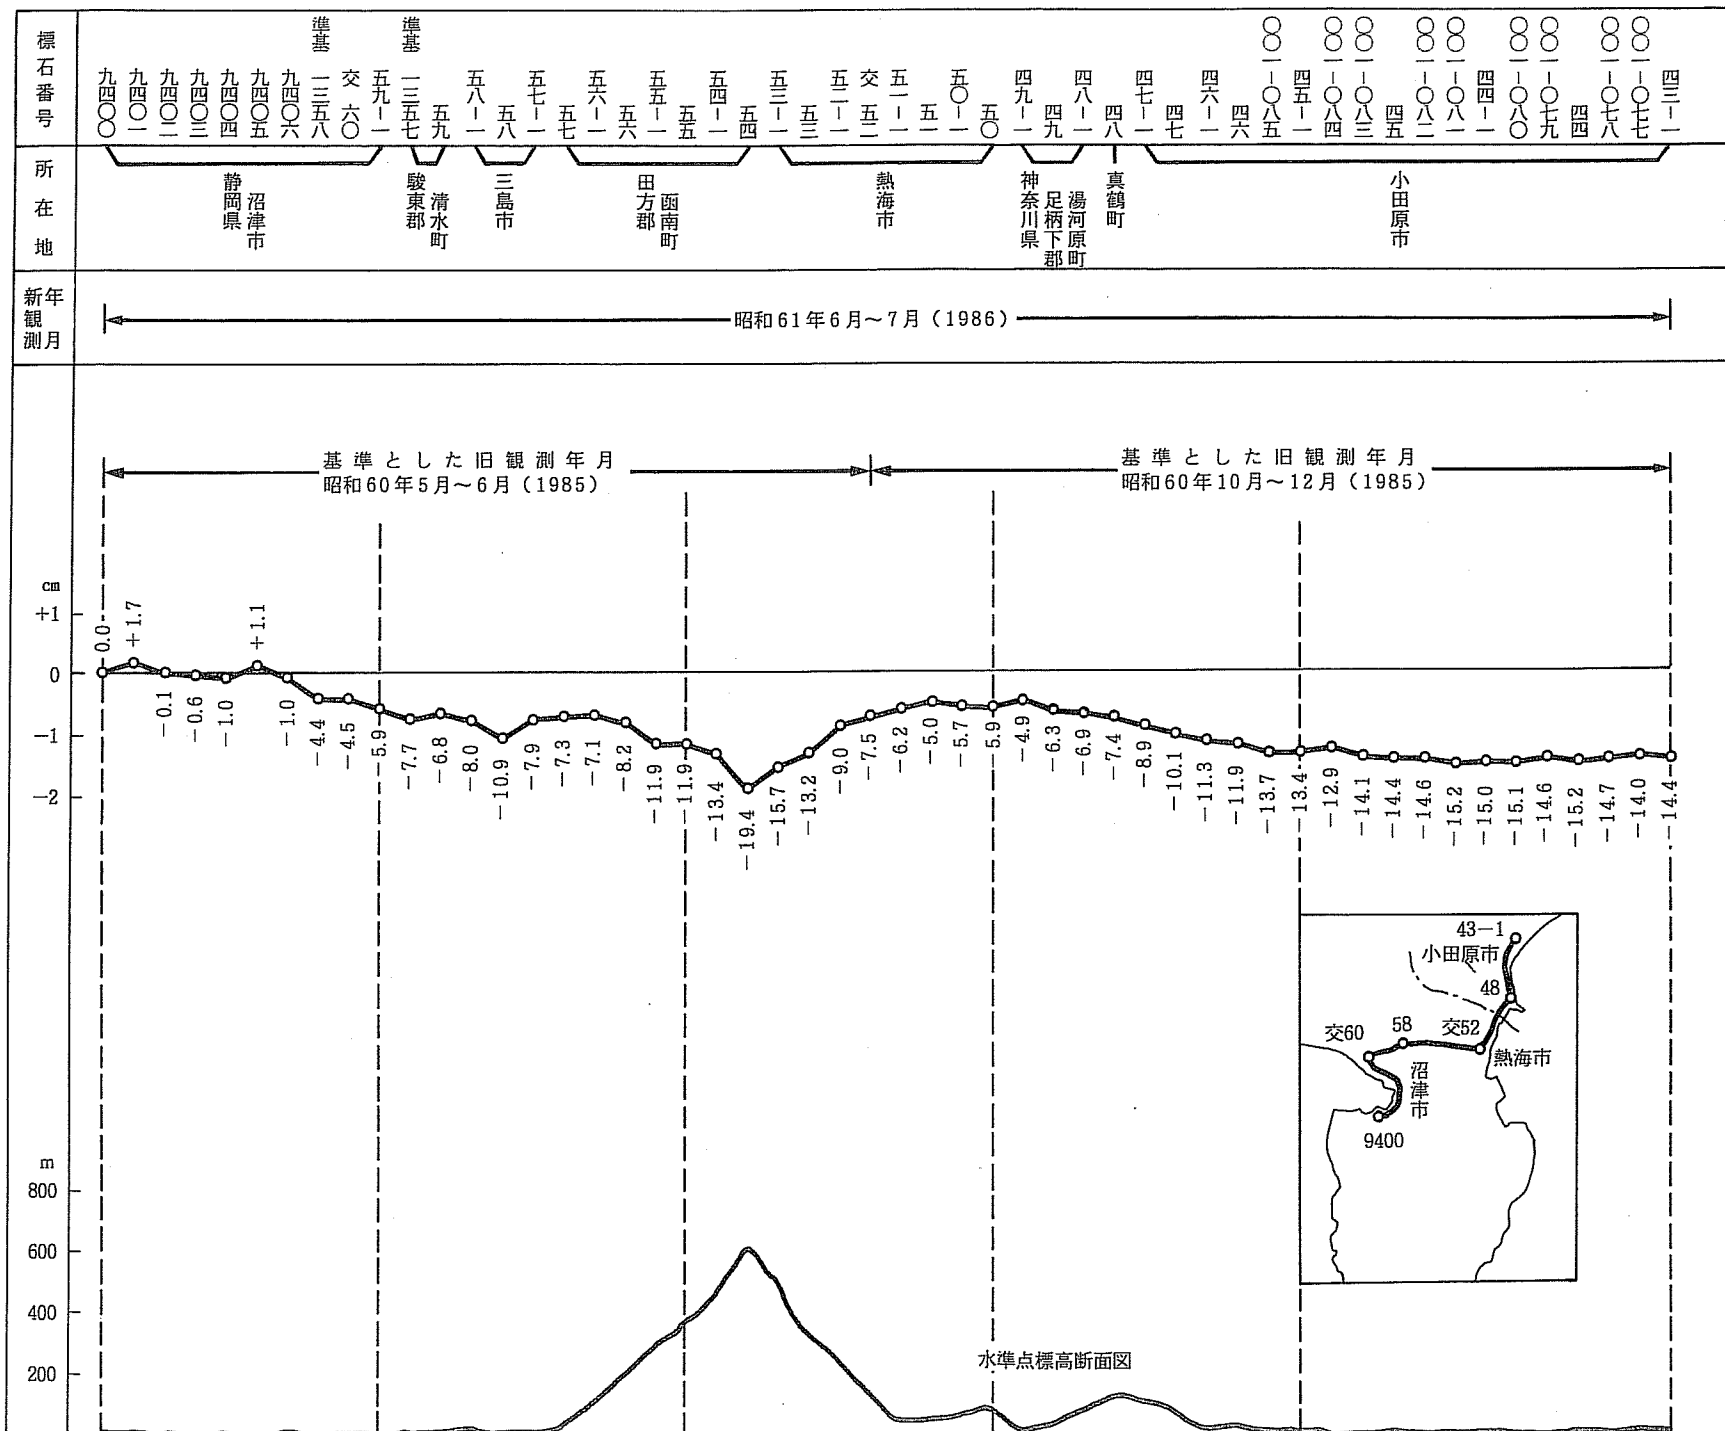 標石番号
九四〇〇
九四〇一
九四〇二
九四〇三
九四〇四
九四〇五
九四〇六
準基 一三五八
交 六〇
五九-一
準基 一三五七
五九
五八-一
五八
五七-一
五七
五六-一
五六
五五-一
五五
五四-一
五四
五三-一
五三
五二-一
交 五二
五一-一
五一
五〇-一
五〇
四九-一
四九
四八-一
四八
四七-一
四七
四六-一
四六
〇〇一-〇八五
四五-一
〇〇一-〇八四
〇〇一-〇八三
四五
〇〇一-〇八二
〇〇一-〇八一
四四-一
〇〇一-〇八〇
〇〇一-〇七九
四四
〇〇一-〇七八
〇〇一-〇七七
四三-一
所在地
静岡県
沼津市
駿東郡
清水町
三島市
田方郡
函南町
熱海市
神奈川県
足柄下郡
湯河原町
真鶴町
小田原市
新観測
年月
昭和61年6月~7月(1986)
基準とした旧観測年月
昭和60年5月~6月(1985)
基準とした旧観測年月
昭和60年10月~12月(1985)
cm
+1
0
-1
-2
0.0
+1.7
-0.1
-0.6
-1.0
+1.1
-1.0
-4.4
-4.5
-5.9
-7.7
-6.8
-8.0
-10.9
-7.9
-7.3
-7.1
-8.2
-11.9
-11.9
-13.4
-19.4
-15.7
-13.2
-9.0
-7.5
-6.2
-5.0
-5.7
-5.9
-4.9
-6.3
-6.9
-7.4
-8.9
-10.1
-11.3
-11.9
-13.7
-13.4
-12.9
-14.1
-14.4
-14.6
-15.2
-15.0
-15.1
-14.6
-15.2
-14.7
-14.0
-14.4
43-1
小田原市
48
交60
58
交52
熱海市
沼津市
9400
m
800
600
400
200
水準点標高断面図